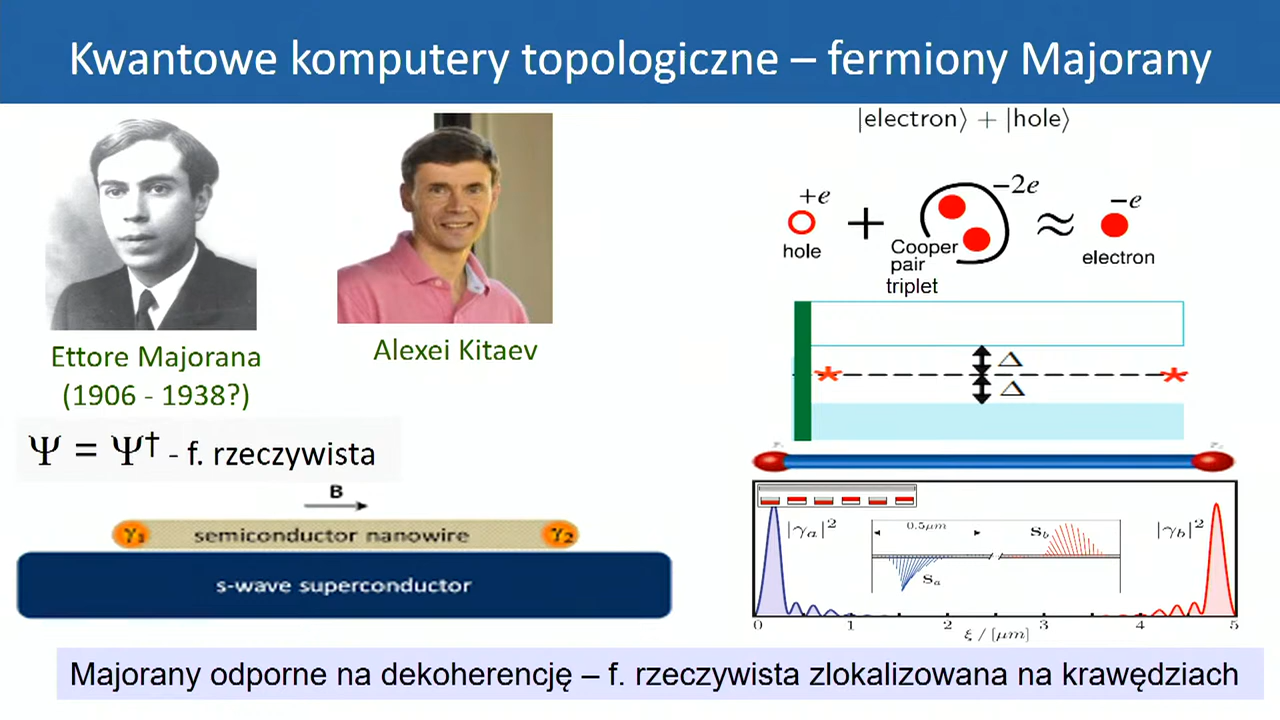 Kwantowe komputery topologiczne – fermiony Majorany
|electron⟩ + |hole⟩
+e
−2e
−e
hole
+
Cooper
pair
triplet
≈
electron
Ettore Majorana
(1906 - 1938?)
Alexei Kitaev
Δ
Δ
Ψ = Ψ† - f. rzeczywista
B
γ₁
semiconductor nanowire
γ₂
s-wave superconductor
|γₐ|²
0.5μm
S_b
|γ_b|²
Sₐ
0 1 2 3 4 5
ξ / [μm]
Majorany odporne na dekoherencję – f. rzeczywista zlokalizowana na krawędziach